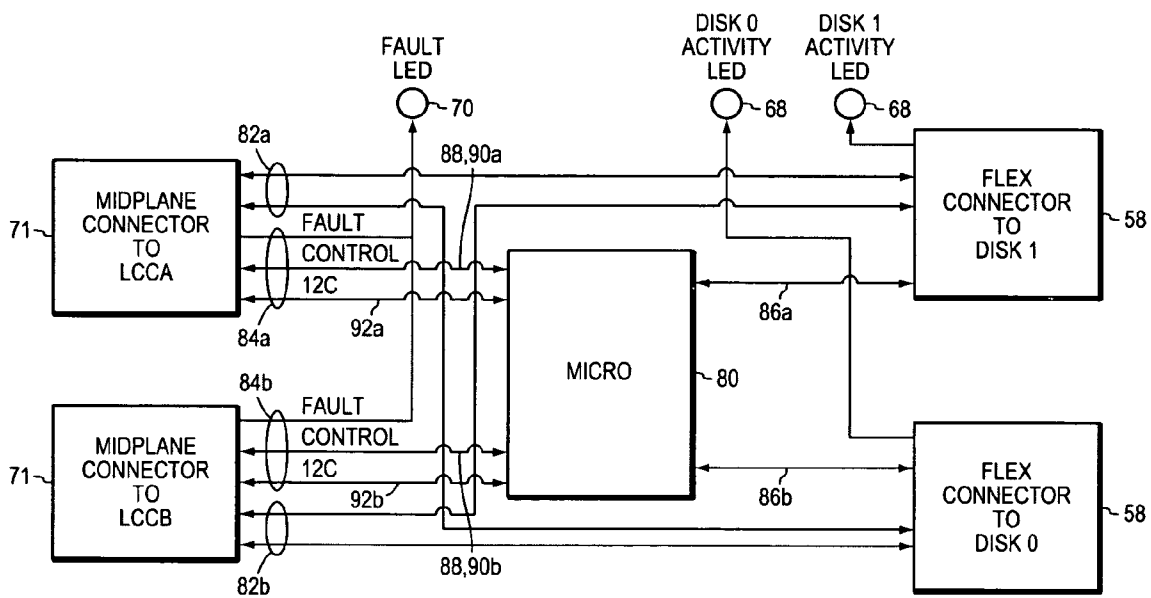 FAULT
LED
70
DISK 0
ACTIVITY
LED
68
DISK 1
ACTIVITY
LED
68
82a
88,90a
MIDPLANE
CONNECTOR
TO
LCCA
71
FAULT
CONTROL
12C
84a
92a
FLEX
CONNECTOR
TO
DISK 1
58
86a
MICRO
80
84b
FAULT
CONTROL
12C
92b
MIDPLANE
CONNECTOR
TO
LCCB
71
82b
88,90b
86b
FLEX
CONNECTOR
TO
DISK 0
58